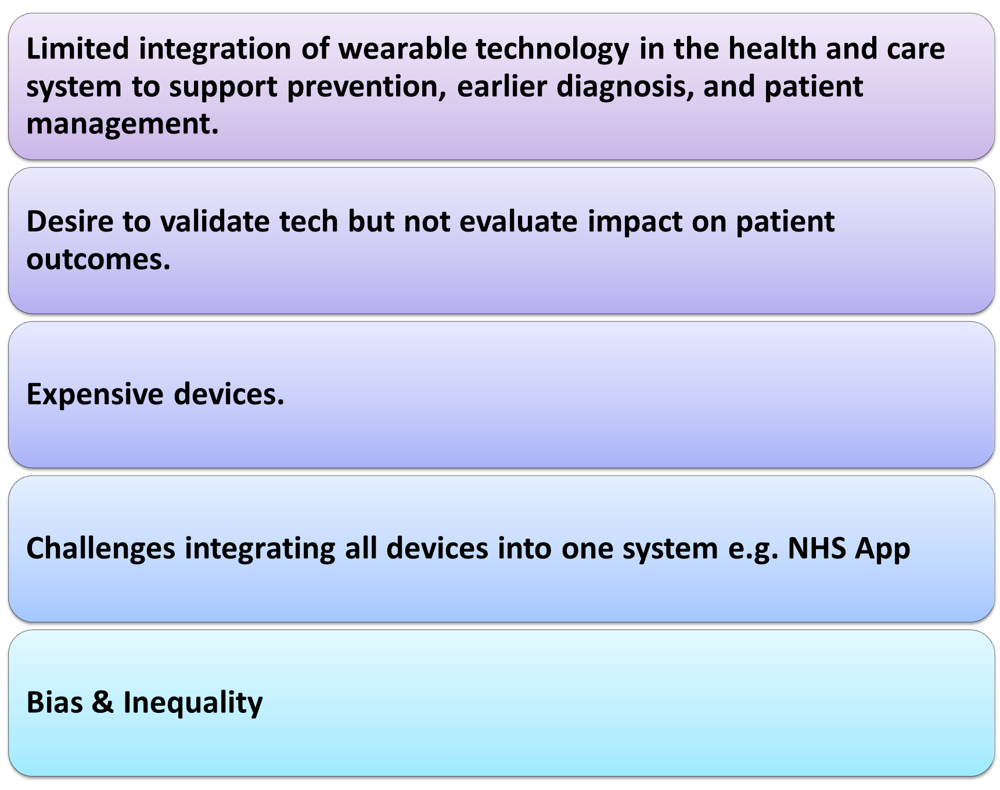 Limited integration of wearable technology in the health and care
system to support prevention, earlier diagnosis, and patient
management.
Desire to validate tech but not evaluate impact on patient
outcomes.
Expensive devices.
Challenges integrating all devices into one system e.g. NHS App
Bias & Inequality